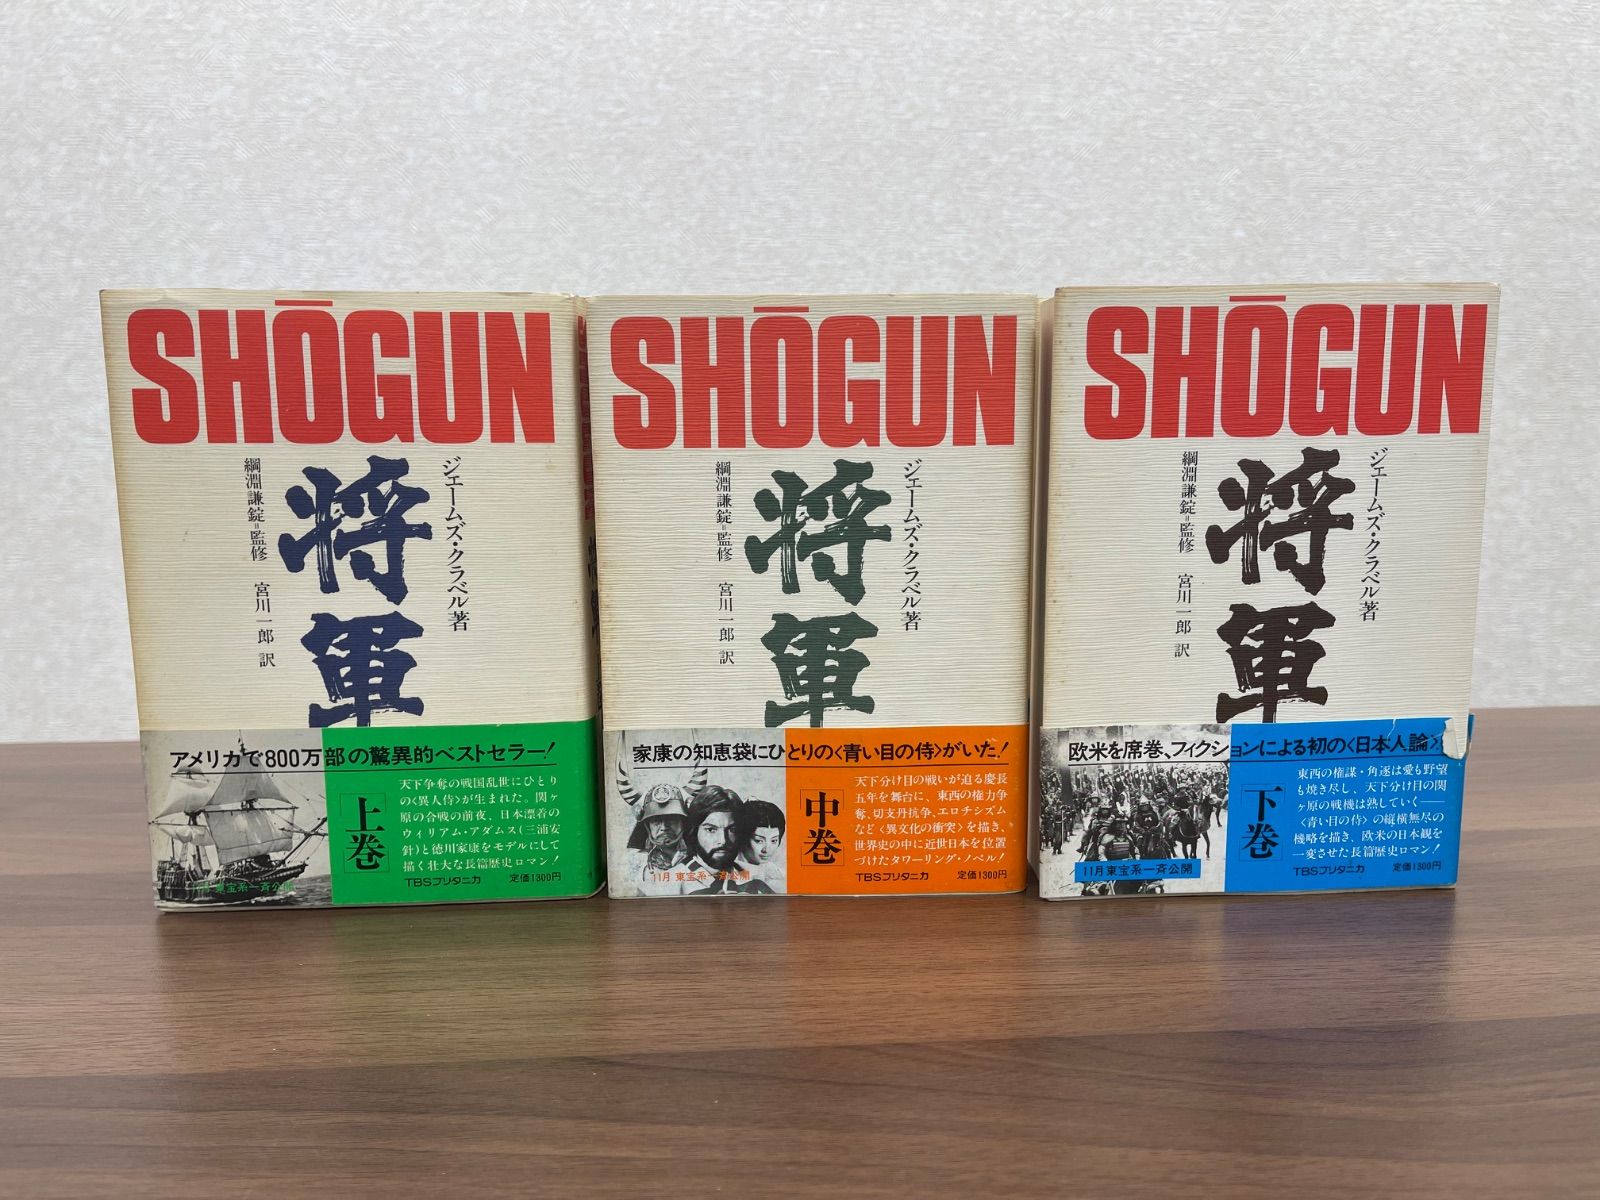 SHŌGUN
将軍
ジェームズ・クラベル著
綱淵謙錠=監修 宮川一郎 訳
アメリカで800万部の驚異的ベストセラー!
上巻
天下争奪の戦国乱世にひとり
の〈異人侍〉が生まれた。関ヶ
原の合戦の前夜、日本漂着の
ウィリアム・アダムス(三浦安
針)と徳川家康をモデルにして
描く壮大な長篇歴史ロマン!
11月 東宝系一斉公開
TBSブリタニカ 定価1300円
SHŌGUN
将軍
ジェームズ・クラベル著
綱淵謙錠=監修 宮川一郎 訳
家康の知恵袋にひとりの〈青い目の侍〉がいた!
中巻
天下分け目の戦いが迫る慶長
五年を舞台に、東西の権力争
奪、切支丹抗争、エロチシズム
など〈異文化の衝突〉を描き、
世界史の中に近世日本を位置
づけたタワーリング・ノベル!
11月 東宝系一斉公開
TBSブリタニカ 定価1300円
SHŌGUN
将軍
ジェームズ・クラベル著
綱淵謙錠=監修 宮川一郎 訳
欧米を席巻、フィクションによる初の〈日本人論〉
下巻
東西の権謀・角逐は愛も野望
も焼き尽し、天下分け目の関
ヶ原の戦機は熟していく──
〈青い目の侍〉の縦横無尽の
機略を描き、欧米の日本観を
一変させた長篇歴史ロマン!
11月 東宝系一斉公開
TBSブリタニカ 定価1300円